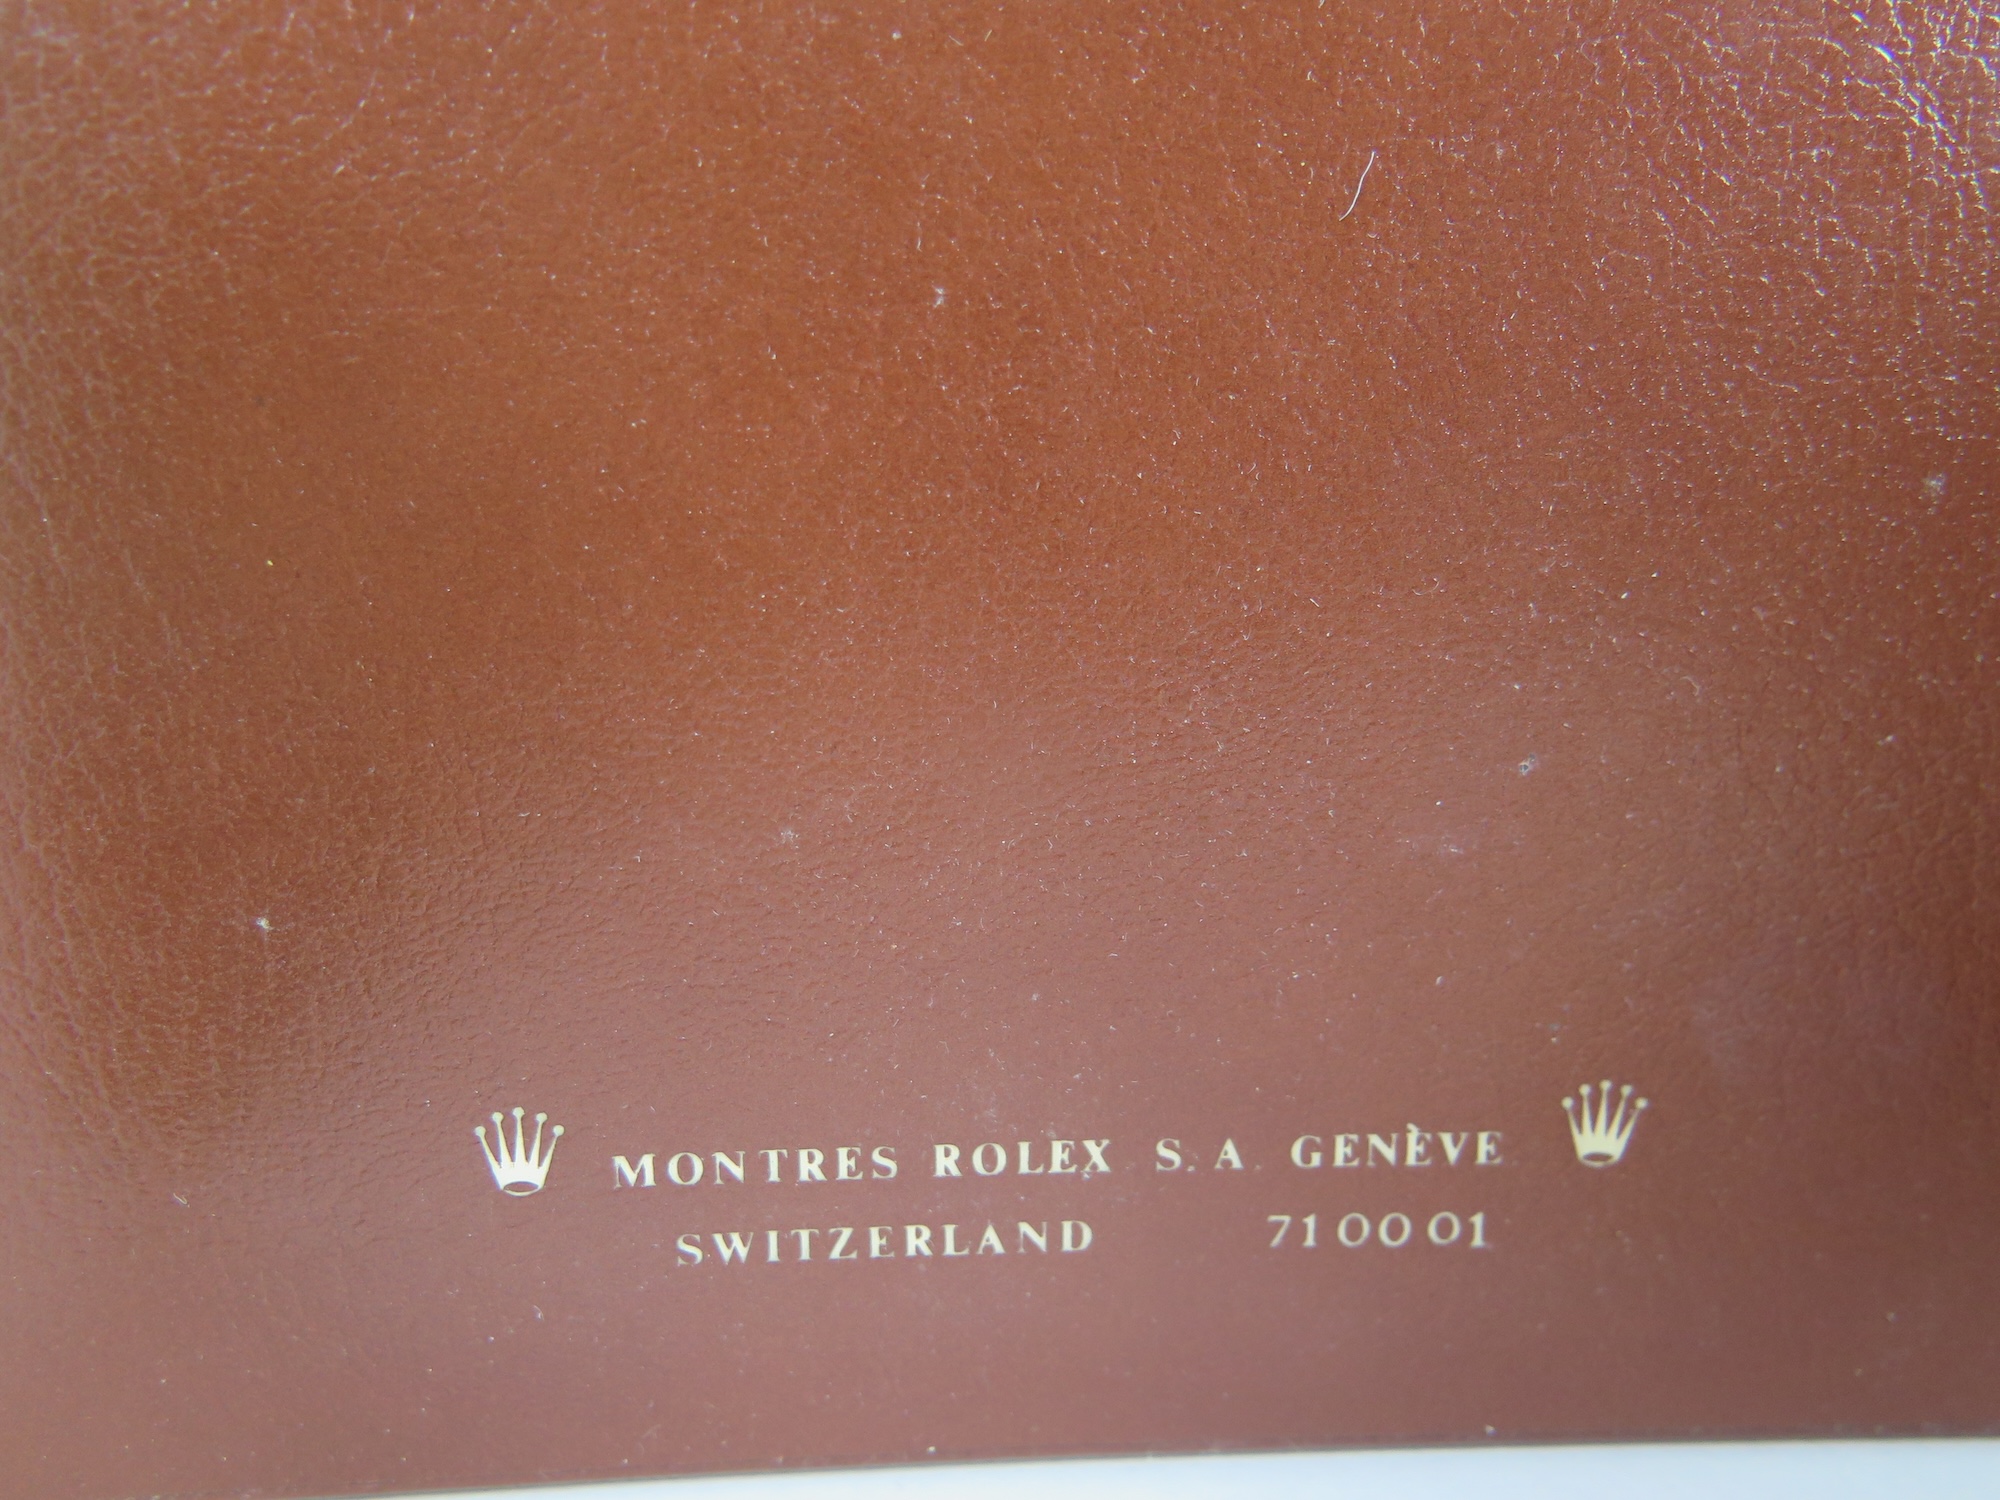 MONTRES ROLEX S. A. GENÈVE
SWITZERLAND 71 00 01